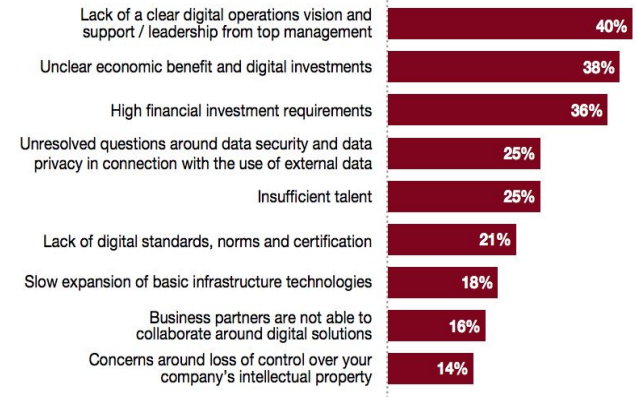 Lack of a clear digital operations vision and
support / leadership from top management
40%
Unclear economic benefit and digital investments
38%
High financial investment requirements
36%
Unresolved questions around data security and data
privacy in connection with the use of external data
25%
Insufficient talent
25%
Lack of digital standards, norms and certification
21%
Slow expansion of basic infrastructure technologies
18%
Business partners are not able to
collaborate around digital solutions
16%
Concerns around loss of control over your
company’s intellectual property
14%